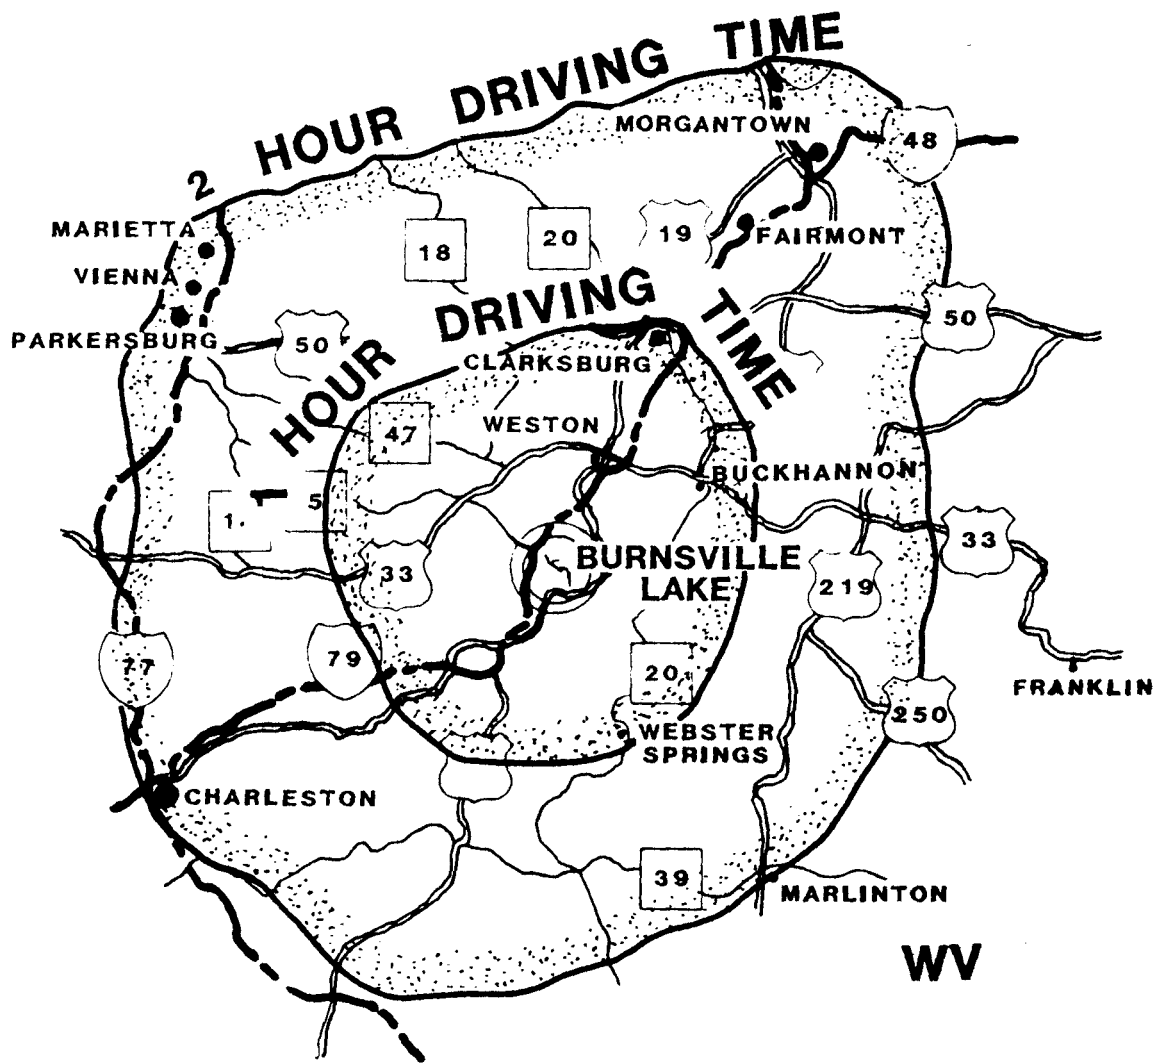 2 HOUR DRIVING TIME
MORGANTOWN
48
MARIETTA
18
20
19
FAIRMONT
VIENNA
PARKERSBURG
50
50
1 HOUR DRIVING TIME
CLARKSBURG
47
WESTON
BUCKHANNON
5
1
33
33
BURNSVILLE
LAKE
219
77
79
20
FRANKLIN
250
WEBSTER
SPRINGS
CHARLESTON
39
MARLINTON
WV